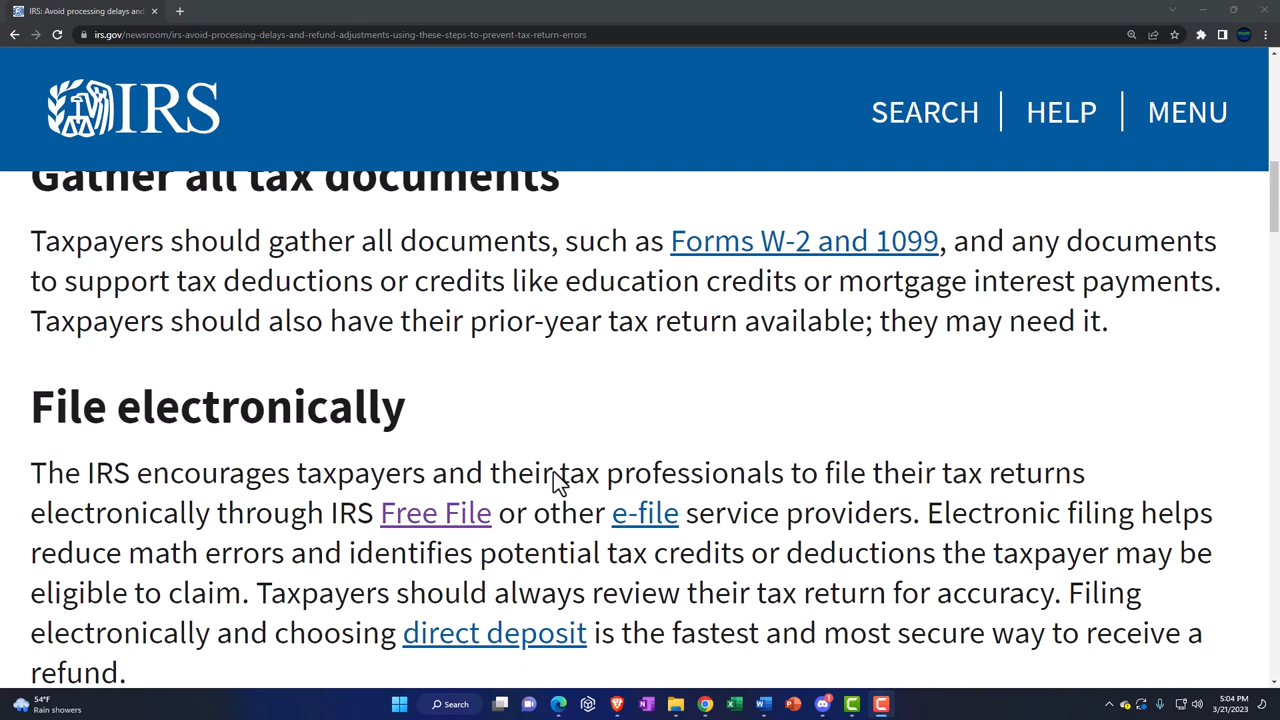 IRS: Avoid processing delays and
irs.gov/newsroom/irs-avoid-processing-delays-and-refund-adjustments-using-these-steps-to-prevent-tax-return-errors
IRS
SEARCH
HELP
MENU
Gather all tax documents
Taxpayers should gather all documents, such as Forms W-2 and 1099, and any documents
to support tax deductions or credits like education credits or mortgage interest payments.
Taxpayers should also have their prior-year tax return available; they may need it.
File electronically
The IRS encourages taxpayers and their tax professionals to file their tax returns
electronically through IRS Free File or other e-file service providers. Electronic filing helps
reduce math errors and identifies potential tax credits or deductions the taxpayer may be
eligible to claim. Taxpayers should always review their tax return for accuracy. Filing
electronically and choosing direct deposit is the fastest and most secure way to receive a
refund.
54°F
Rain showers
Search
5:04 PM
3/21/2023